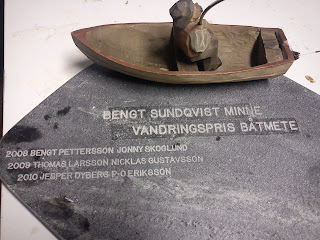 BENGT SUNDQVIST MINNE
VANDRINGSPRIS BÅTMETE
2008 BENGT PETTERSSON JONNY SKOGLUND
2009 THOMAS LARSSON NICKLAS GUSTAVSSON
2010 JESPER DYBERG P-O ERIKSSON